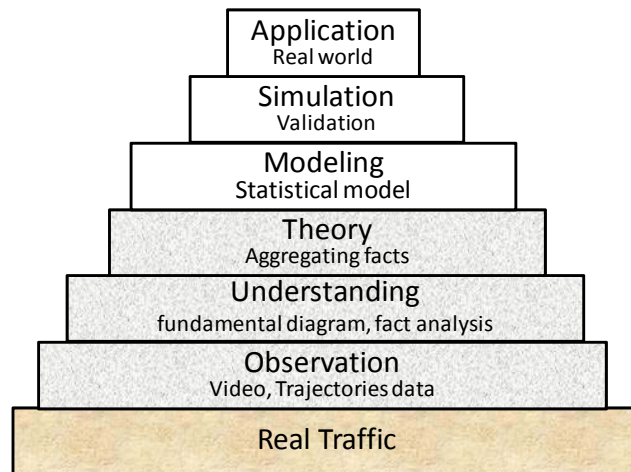 Application
Real world
Simulation
Validation
Modeling
Statistical model
Theory
Aggregating facts
Understanding
fundamental diagram, fact analysis
Observation
Video, Trajectories data
Real Traffic